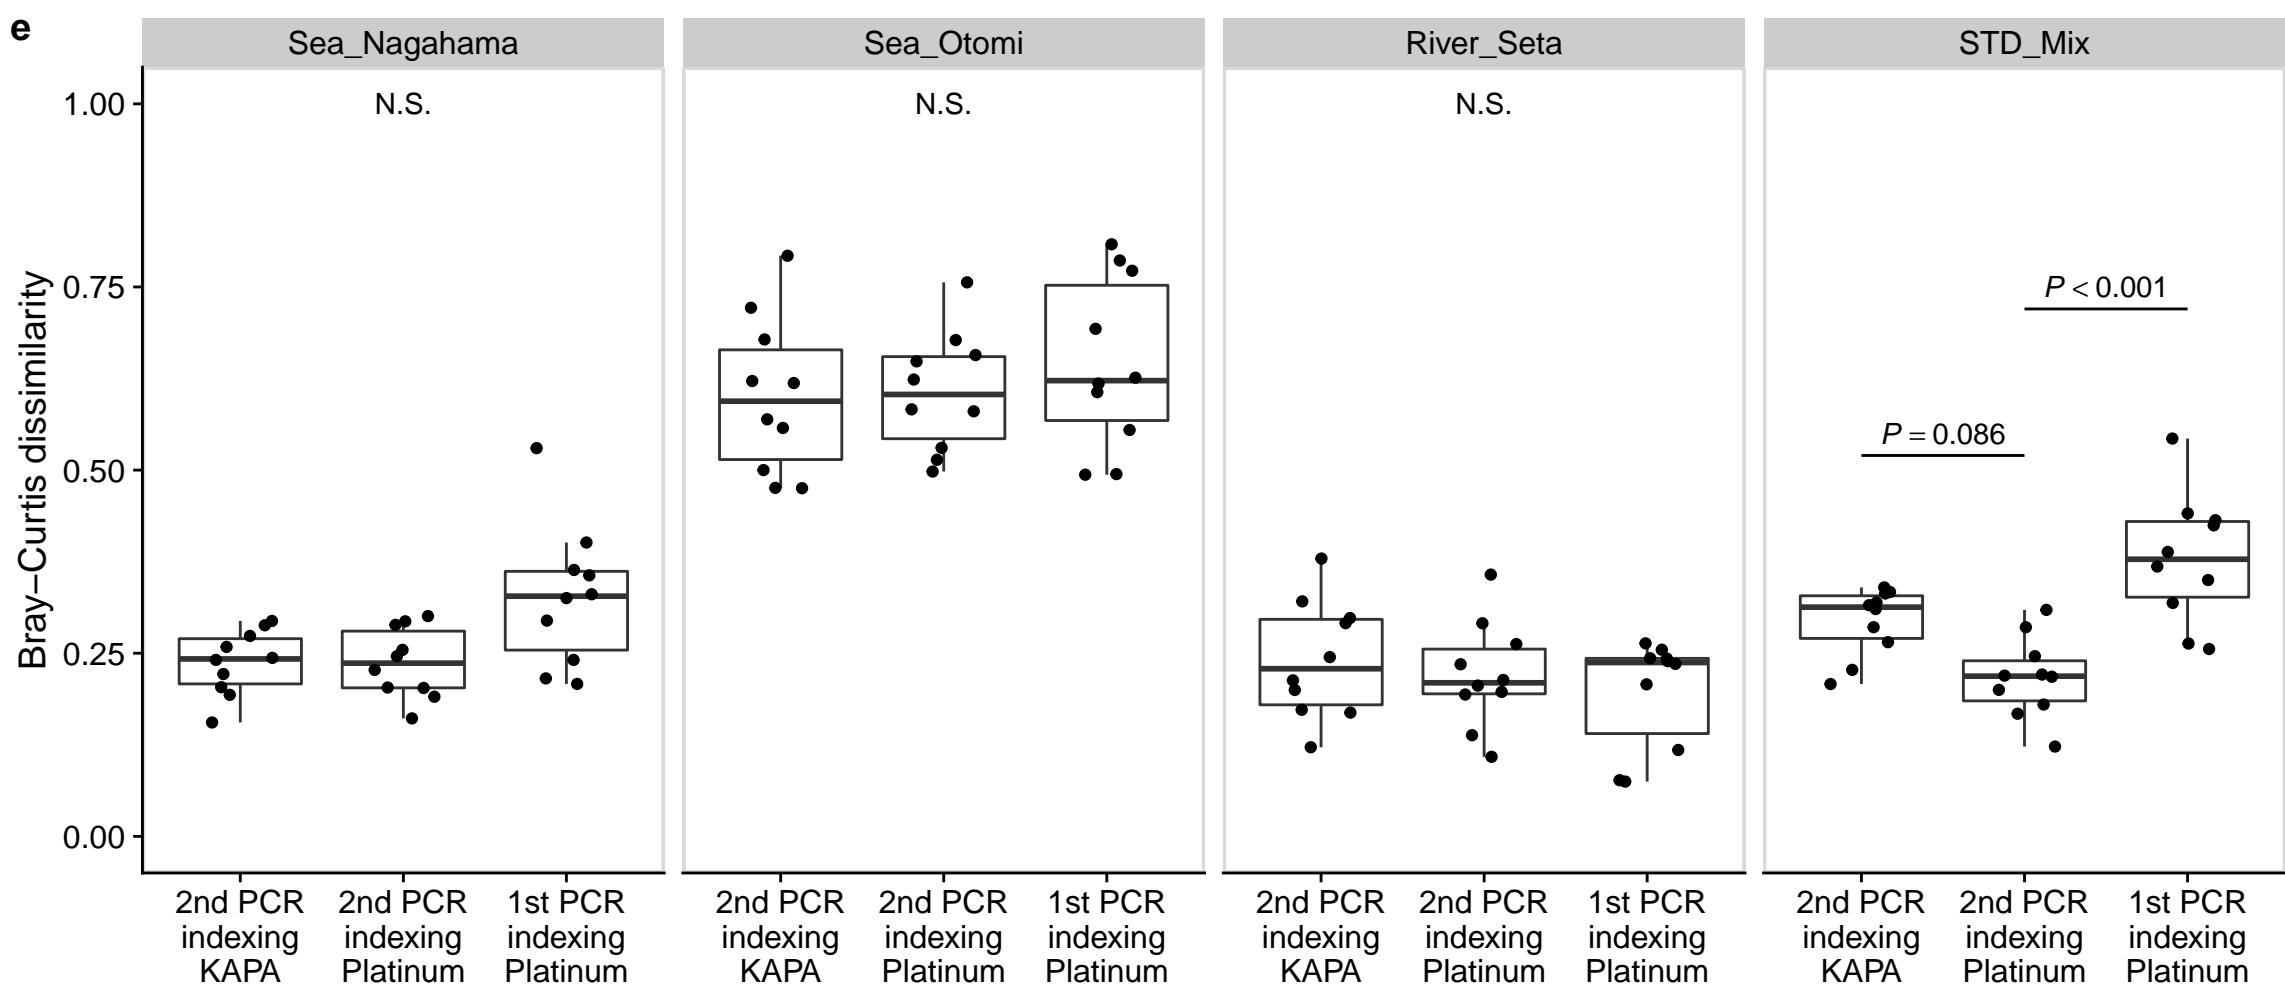 e
Sea_Nagahama
Sea_Otomi
River_Seta
STD_Mix
Bray−Curtis dissimilarity
1.00
0.75
0.50
0.25
0.00
N.S.
N.S.
N.S.
P = 0.086
P < 0.001
2nd PCR
indexing
KAPA
2nd PCR
indexing
Platinum
1st PCR
indexing
Platinum
2nd PCR
indexing
KAPA
2nd PCR
indexing
Platinum
1st PCR
indexing
Platinum
2nd PCR
indexing
KAPA
2nd PCR
indexing
Platinum
1st PCR
indexing
Platinum
2nd PCR
indexing
KAPA
2nd PCR
indexing
Platinum
1st PCR
indexing
Platinum